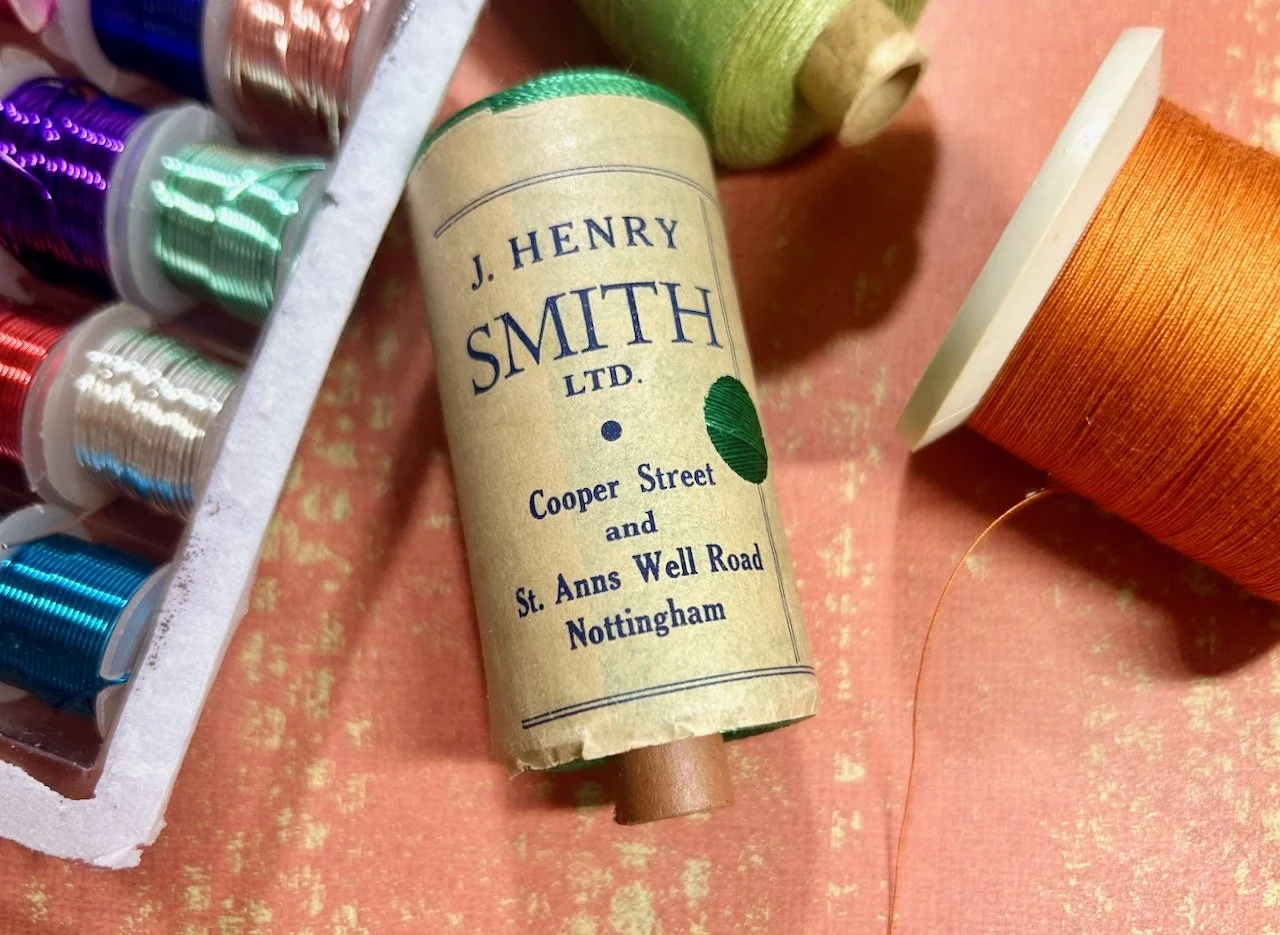 J. HENRY
SMITH
LTD.
Cooper Street
and
St. Anns Well Road
Nottingham